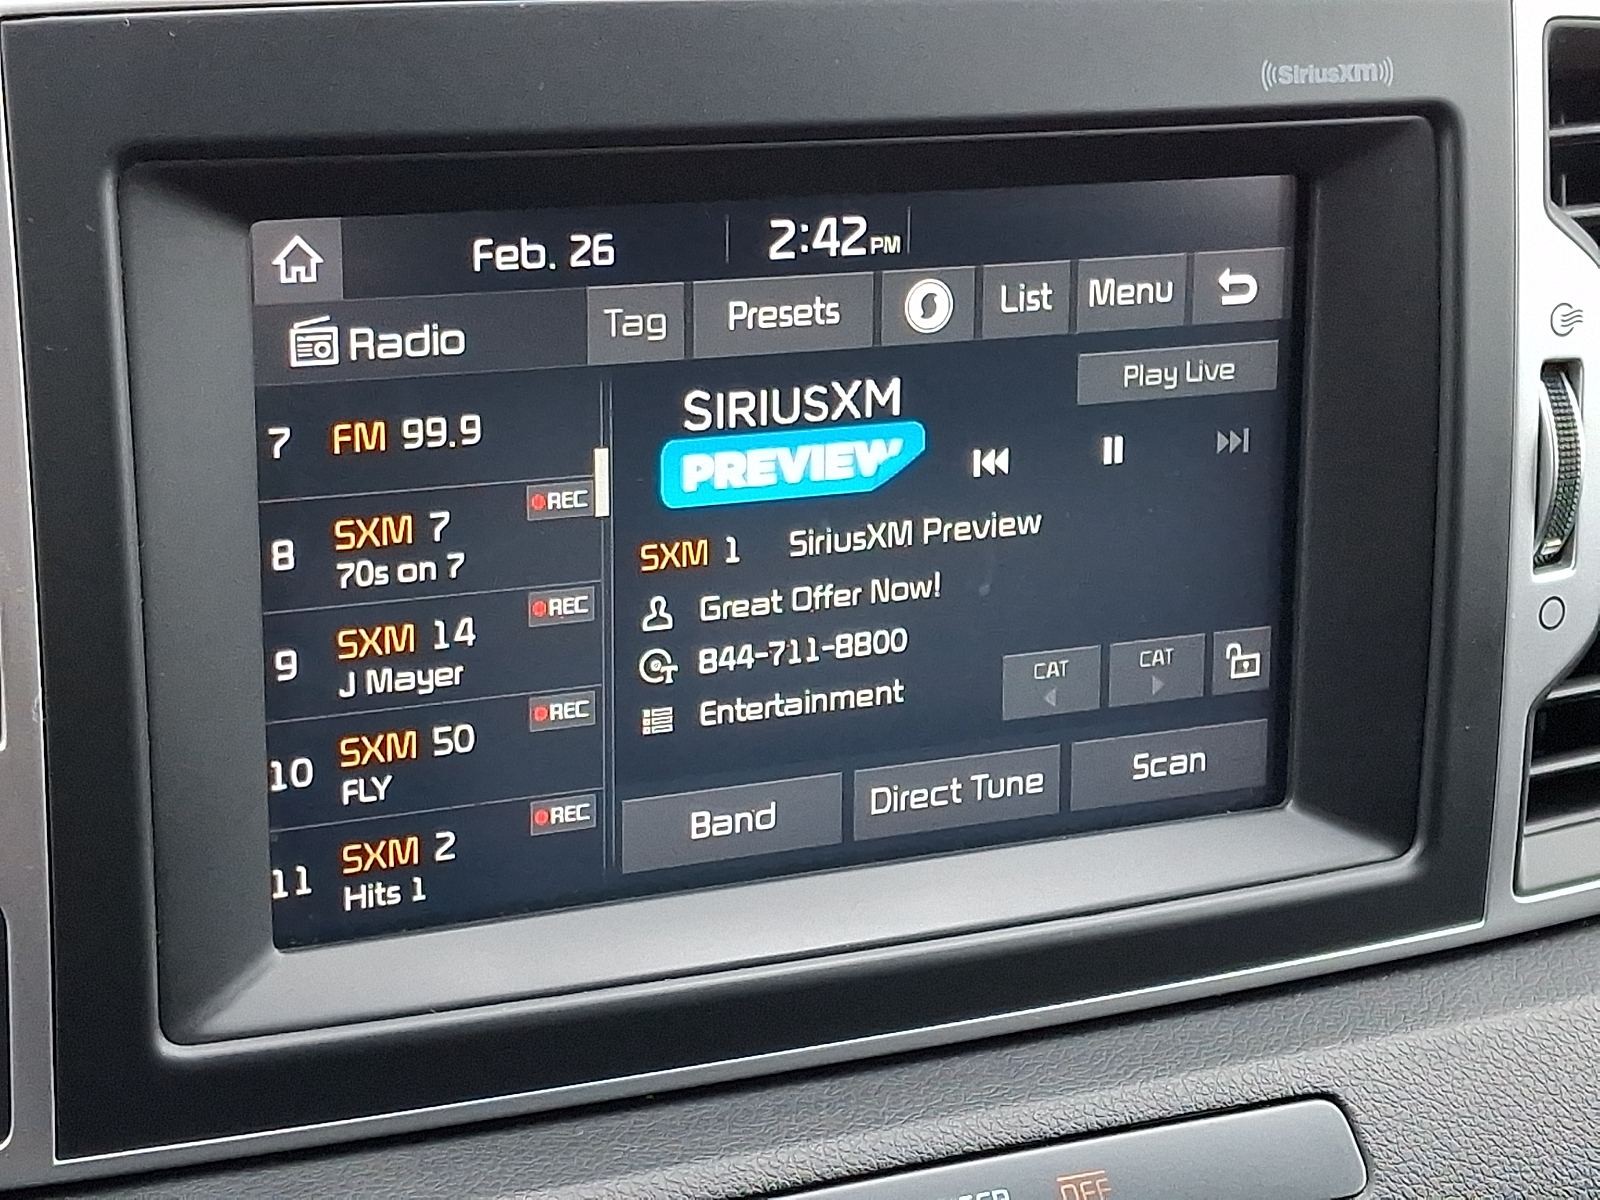 SiriusXM
Feb. 26 2:42 PM
Radio Tag Presets List Menu
Play Live
7 FM 99.9
REC
8 SXM 7
70s on 7
REC
9 SXM 14
J Mayer
REC
10 SXM 50
FLY
REC
11 SXM 2
Hits 1
SIRIUSXM
PREVIEW
SXM 1 SiriusXM Preview
Great Offer Now!
844-711-8800
Entertainment
CAT CAT
Band Direct Tune Scan
OFF